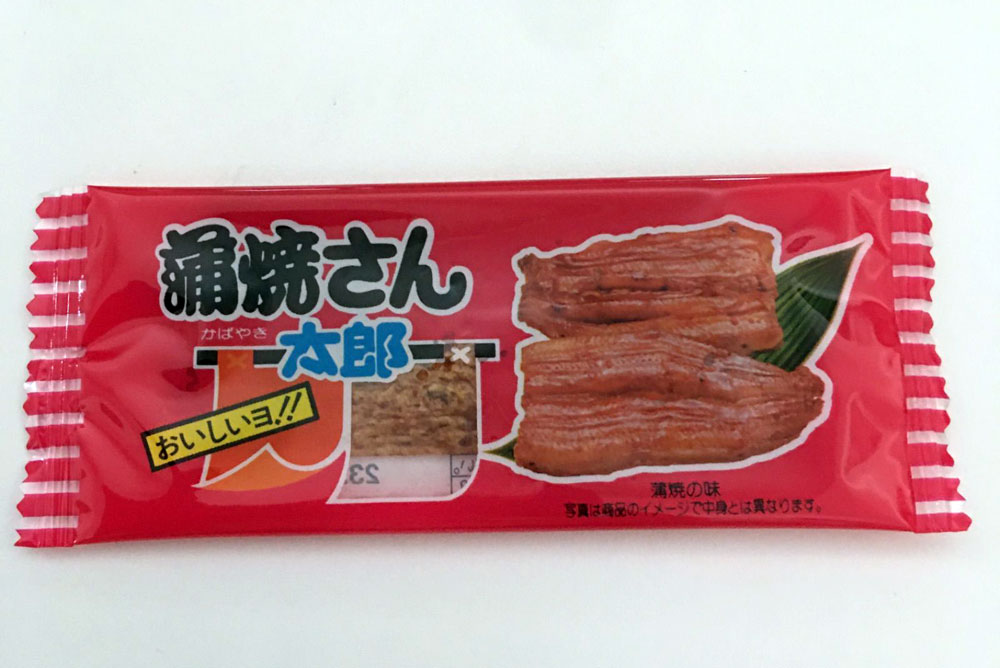 蒲焼さん
かばやき
太郎
おいしいヨ!!
23.
蒲焼の味
写真は商品のイメージで中身とは異なります。